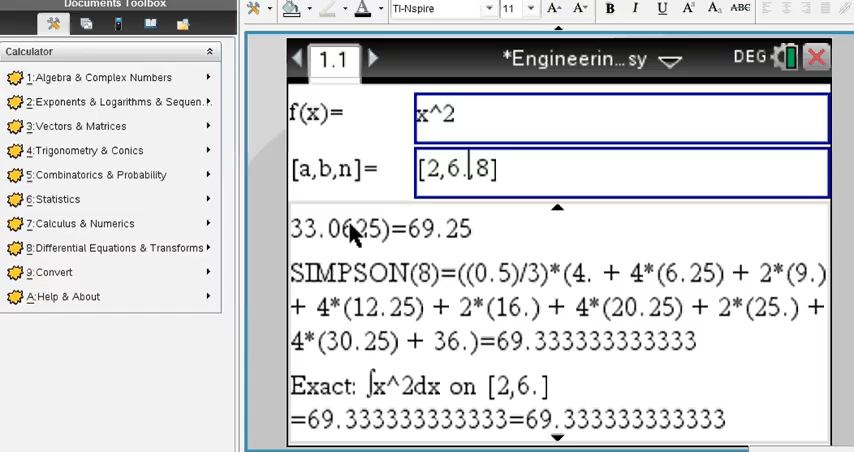 Documents Toolbox
TI-Nspire
11
B I U A A ABC
Calculator
1:Algebra & Complex Numbers
2:Exponents & Logarithms & Sequen.
3:Vectors & Matrices
4:Trigonometry & Conics
5:Combinatorics & Probability
6:Statistics
7:Calculus & Numerics
8:Differential Equations & Transforms
9:Convert
A:Help & About
1.1
*Engineerin...sy
DEG
f(x)= x^2
[a,b,n]= [2,6.,8]
33.0625)=69.25
SIMPSON(8)=((0.5)/3)*(4. + 4*(6.25) + 2*(9.)
+ 4*(12.25) + 2*(16.) + 4*(20.25) + 2*(25.) +
4*(30.25) + 36.)=69.333333333333
Exact: ∫x^2dx on [2,6.]
=69.333333333333=69.333333333333